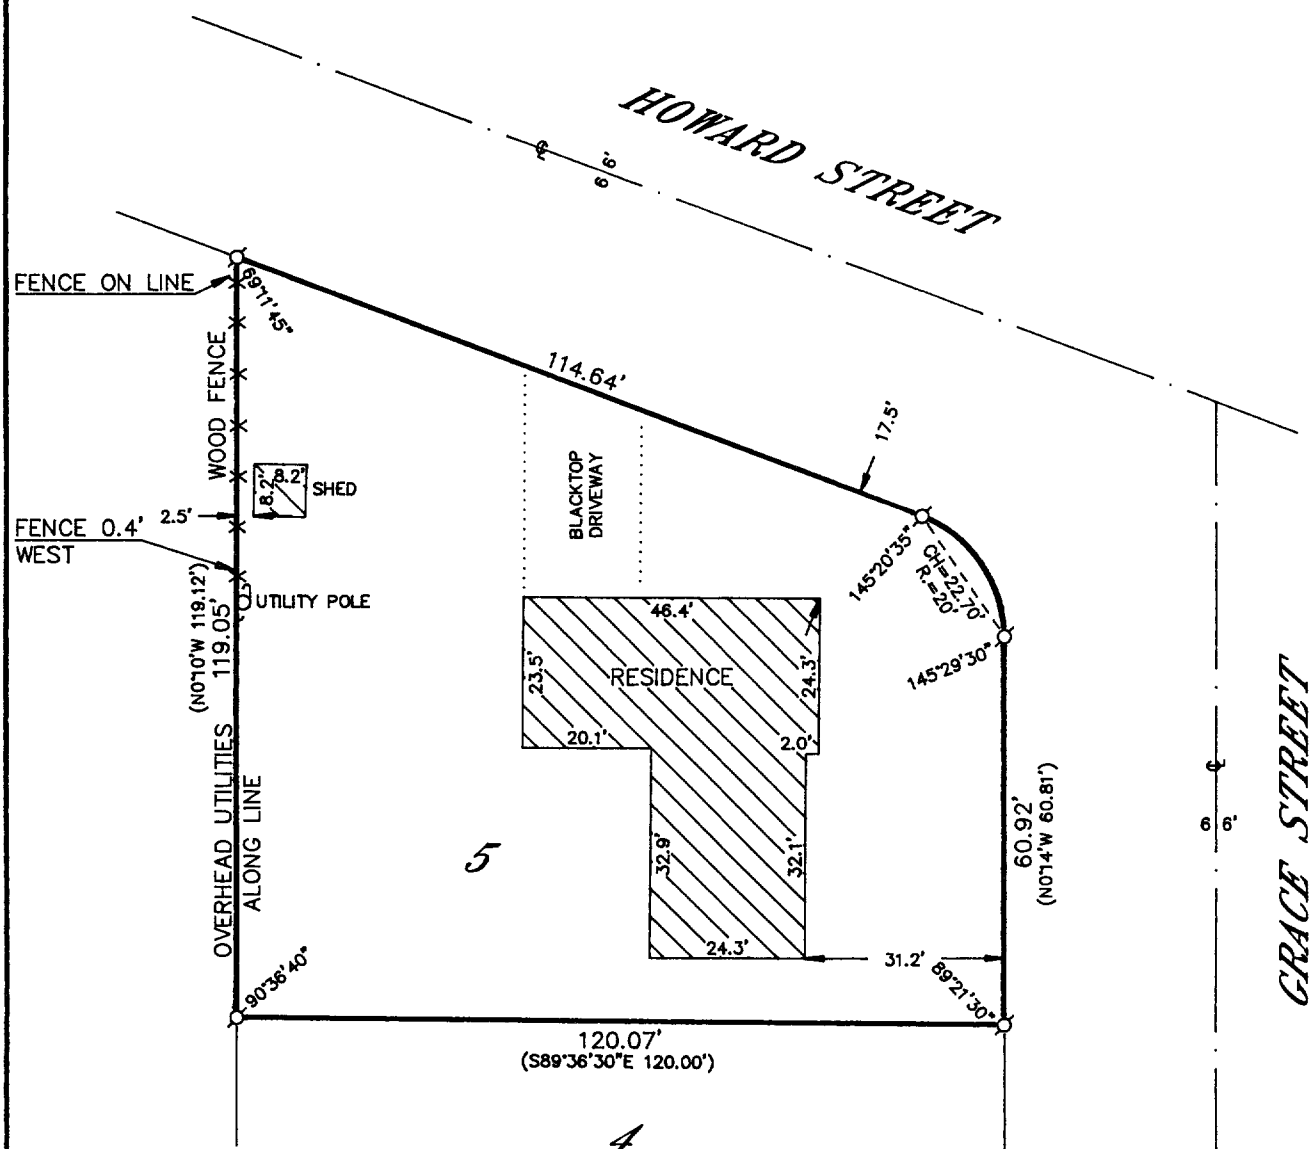 HOWARD STREET
℄
6 6'
FENCE ON LINE
69°11'45"
WOOD FENCE
114.64'
17.5'
8.2'
8.2'
SHED
2.5'
FENCE 0.4'
WEST
BLACKTOP
DRIVEWAY
145°20'35"
CH=22.70'
R.=20'
145°29'30"
UTILITY POLE
(N0°10'W 119.12')
119.05'
46.4'
RESIDENCE
23.5'
24.3'
20.1'
2.0'
OVERHEAD UTILITIES
ALONG LINE
5
32.9'
32.1'
24.3'
31.2'
60.92'
(N0°14'W 60.81')
℄
6 6'
GRACE STREET
90°36'40"
89°21'30"
120.07'
(S89°36'30"E 120.00')
4